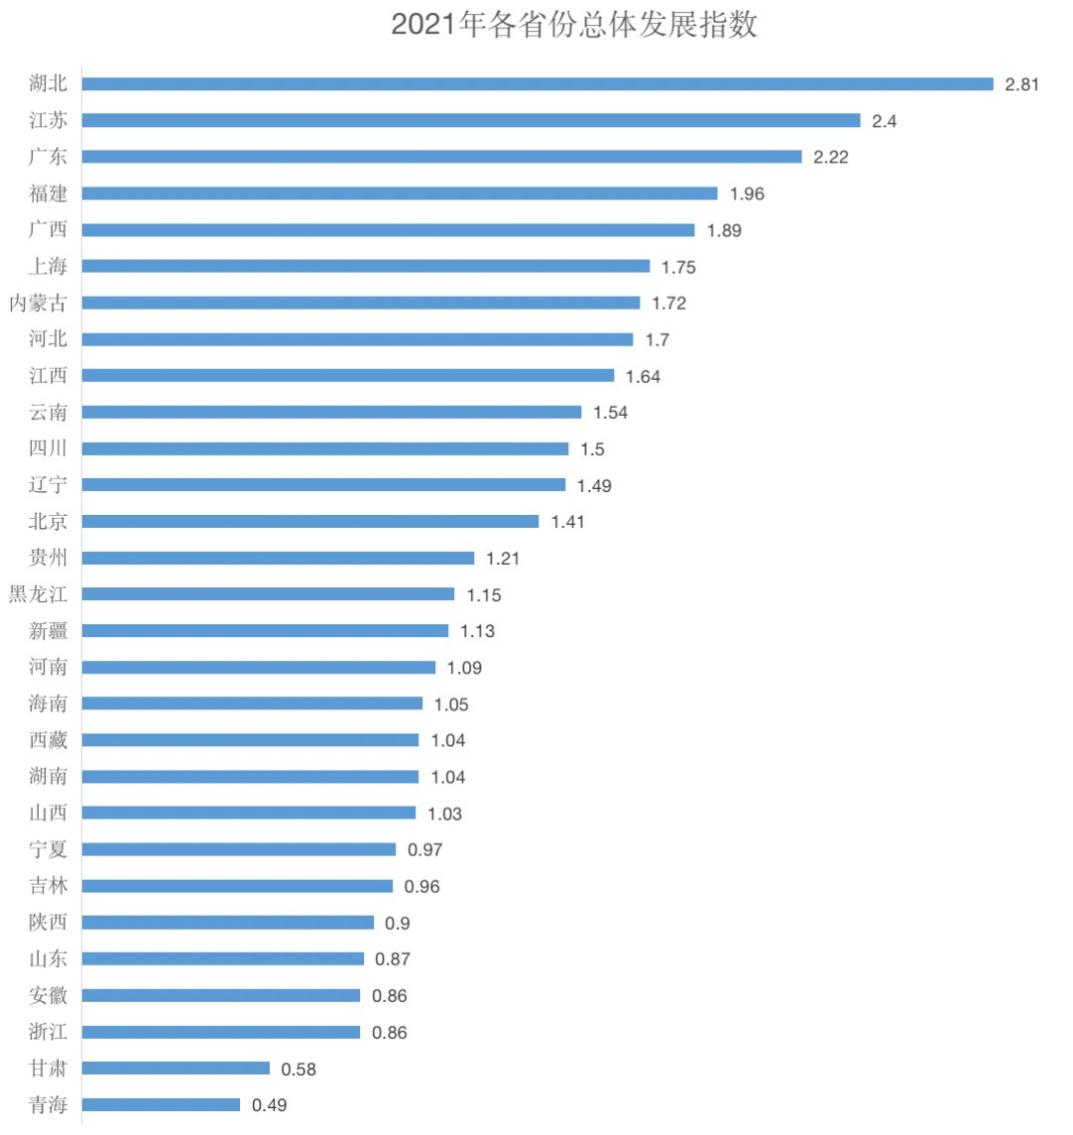 2021年各省份总体发展指数
湖北 2.81
江苏 2.4
广东 2.22
福建 1.96
广西 1.89
上海 1.75
内蒙古 1.72
河北 1.7
江西 1.64
云南 1.54
四川 1.5
辽宁 1.49
北京 1.41
贵州 1.21
黑龙江 1.15
新疆 1.13
河南 1.09
海南 1.05
西藏 1.04
湖南 1.04
山西 1.03
宁夏 0.97
吉林 0.96
陕西 0.9
山东 0.87
安徽 0.86
浙江 0.86
甘肃 0.58
青海 0.49